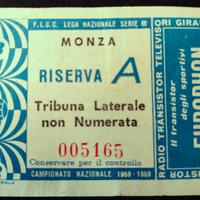 F.I.G.C. LEGA NAZIONALE SERIE B
MONZA
RISERVA A
Tribuna Laterale
non Numerata
005165
Conservare per il controllo
CAMPIONATO NAZIONALE 1968-1969
RADIO TRANSISTOR TELEVISORI GIRA
Il transistor
degli sportivi
EUROPHON